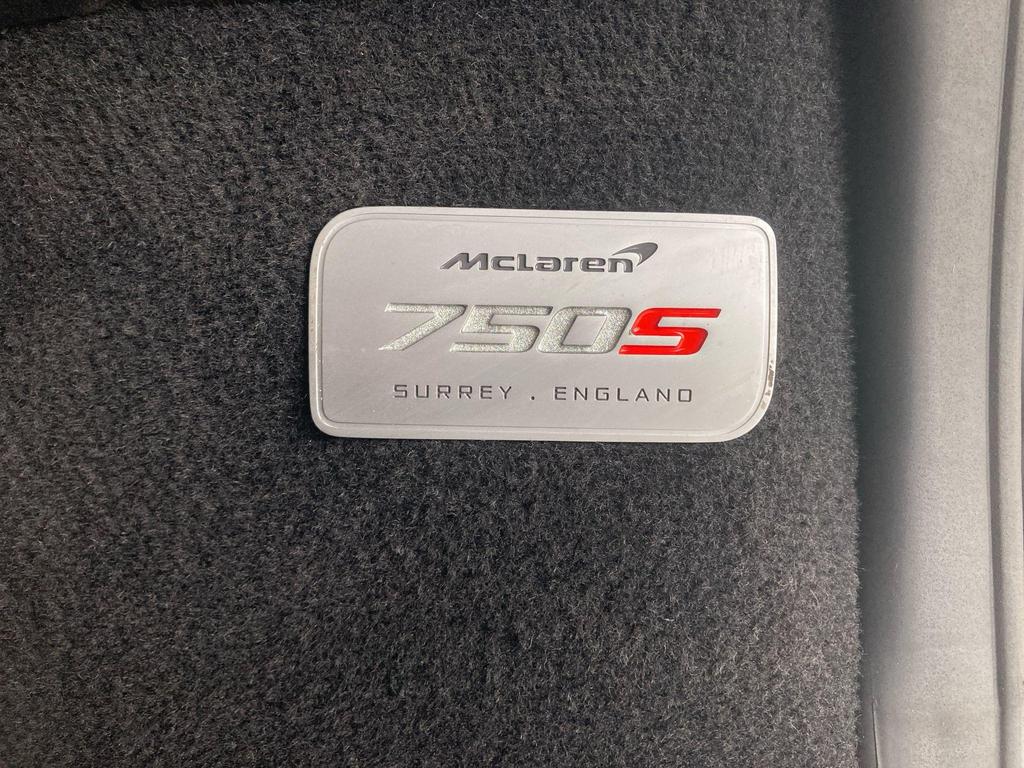 McLaren
750S
SURREY . ENGLAND